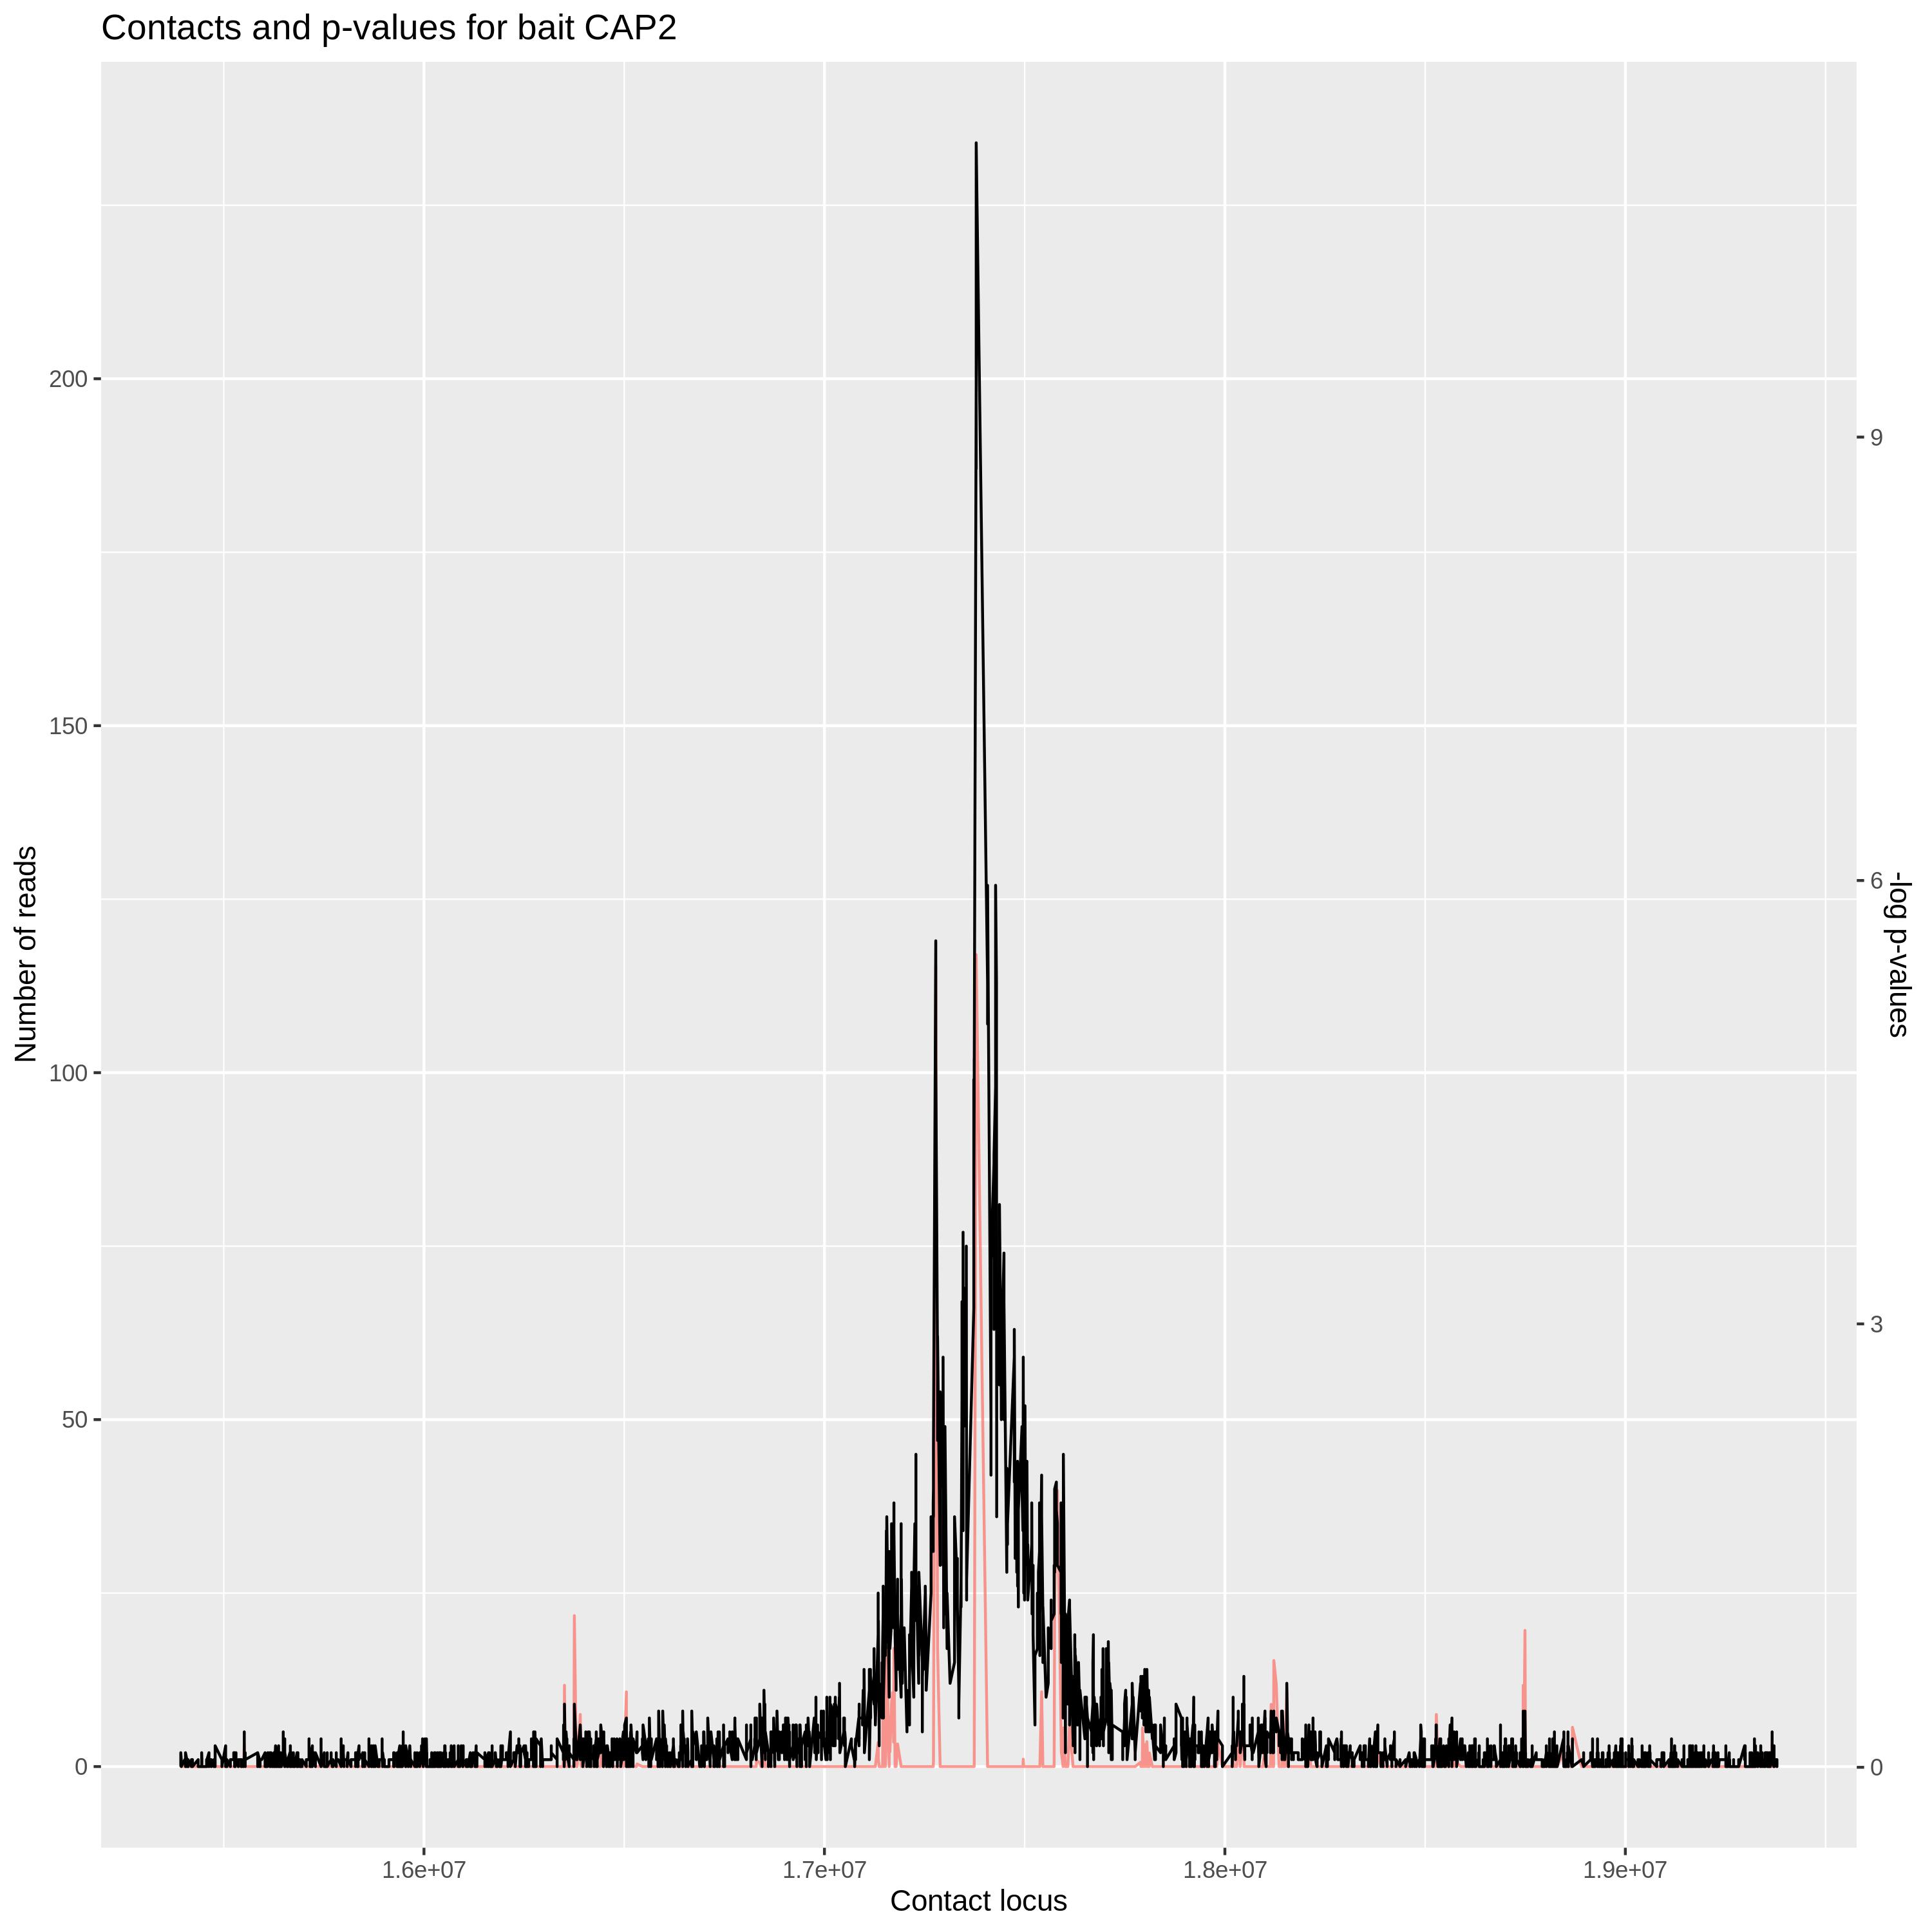 Contacts and p-values for bait CAP2
Number of reads
200
150
100
50
0
9
6
3
0
-log p-values
1.6e+07
1.7e+07
1.8e+07
1.9e+07
Contact locus